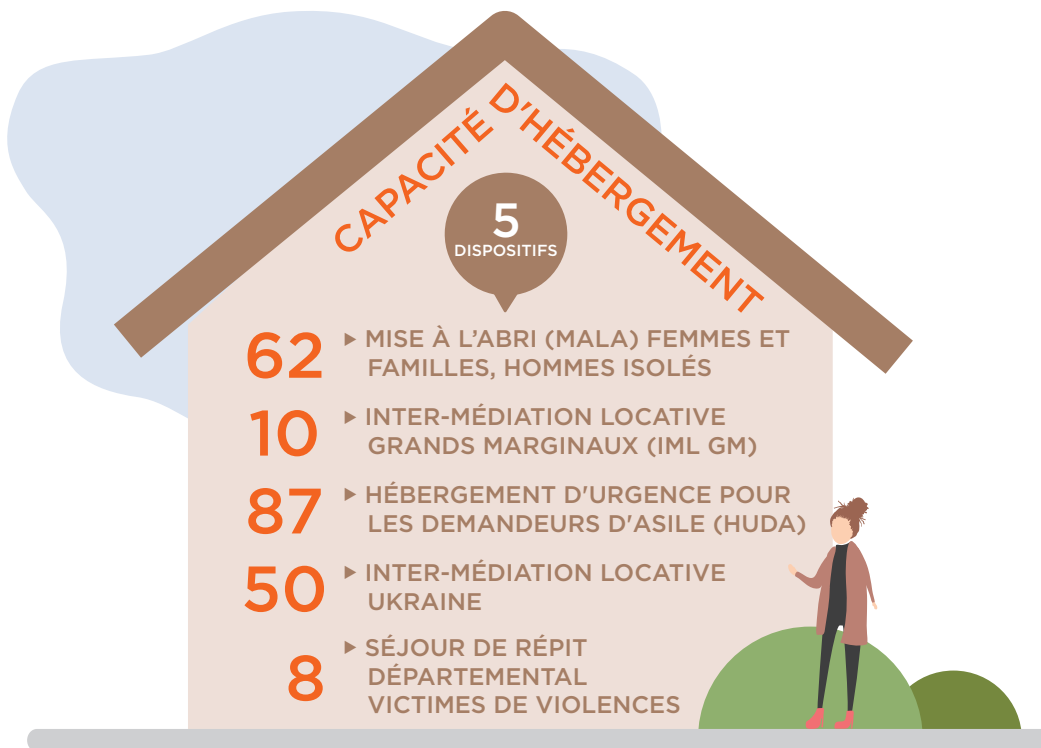 CAPACITÉ D'HÉBERGEMENT
5
DISPOSITIFS
62
▶ MISE À L’ABRI (MALA) FEMMES ET
FAMILLES, HOMMES ISOLÉS
10
▶ INTER-MÉDIATION LOCATIVE
GRANDS MARGINAUX (IML GM)
87
▶ HÉBERGEMENT D'URGENCE POUR
LES DEMANDEURS D'ASILE (HUDA)
50
▶ INTER-MÉDIATION LOCATIVE
UKRAINE
8
▶ SÉJOUR DE RÉPIT
DÉPARTEMENTAL
VICTIMES DE VIOLENCES